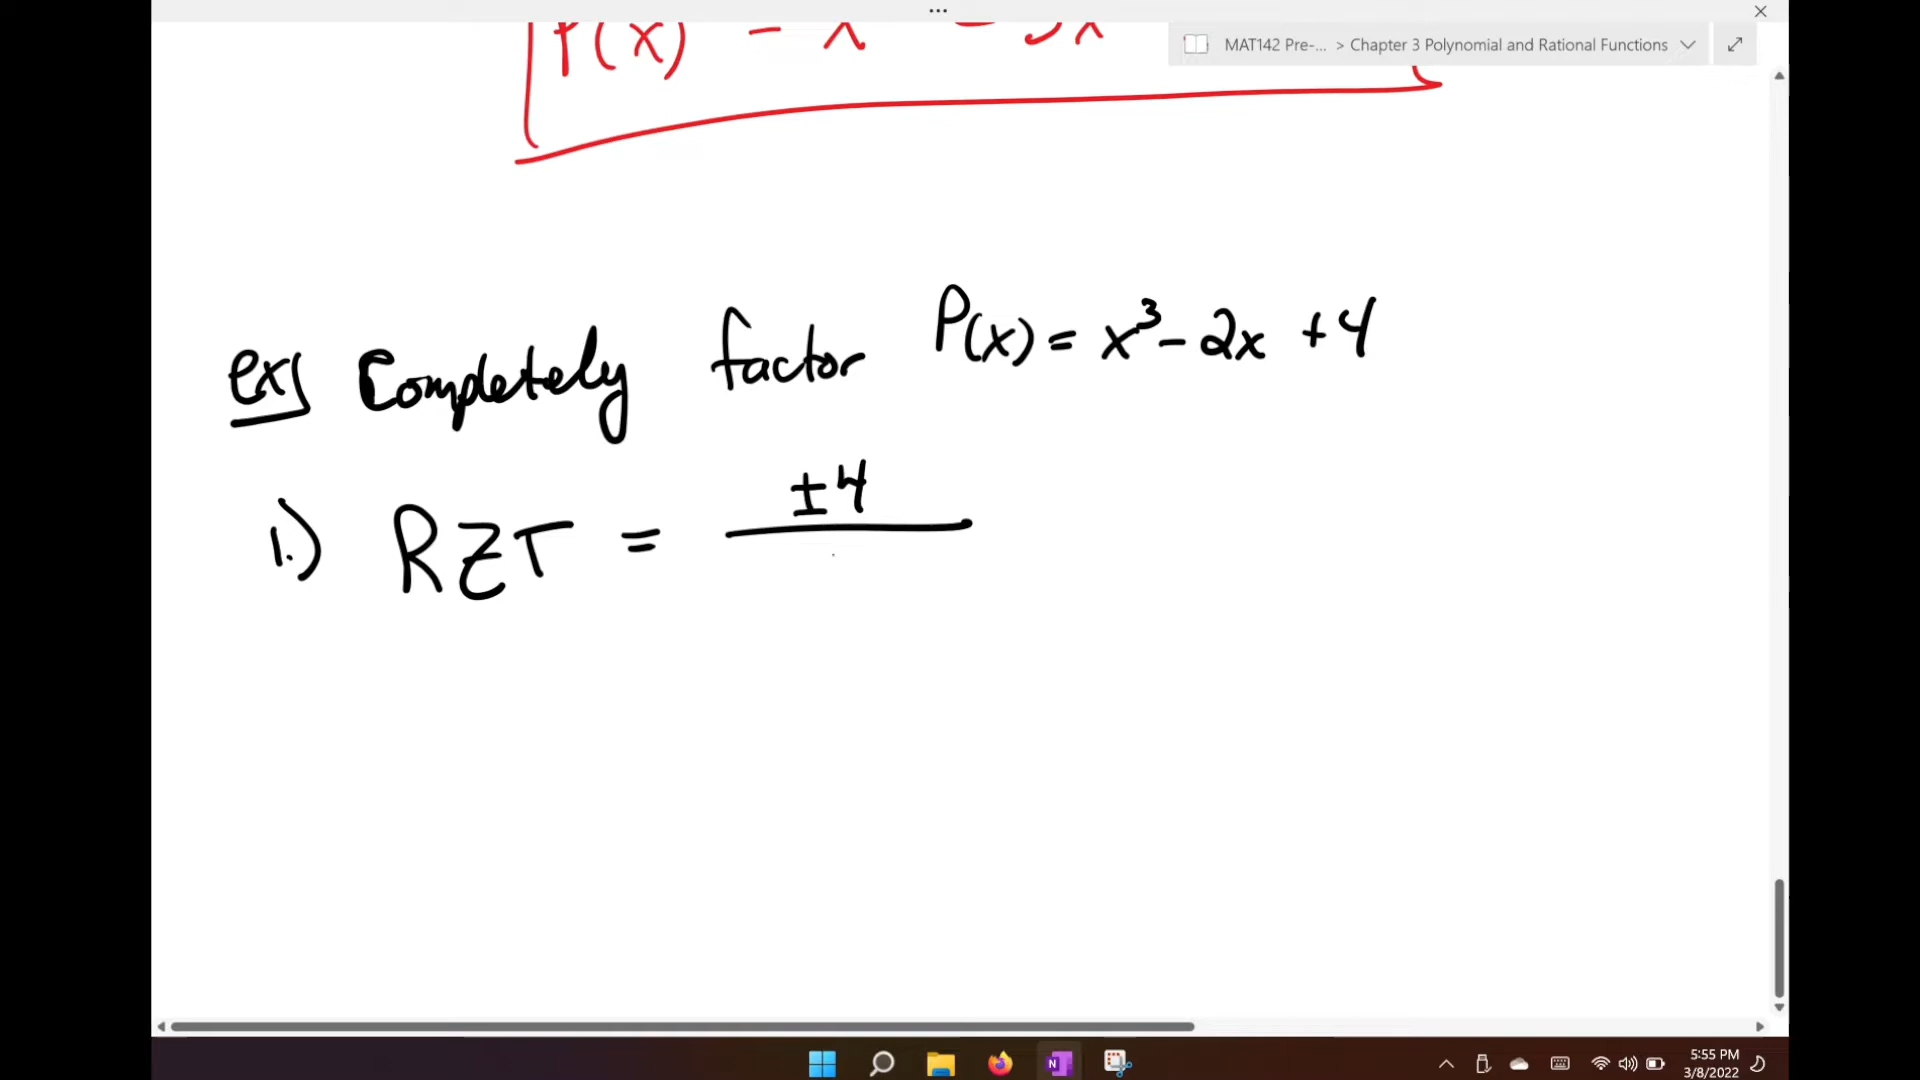 P(x) = x
MAT142 Pre-... > Chapter 3 Polynomial and Rational Functions
ex) Completely factor P(x) = x³ - 2x + 4
1.) RZT = ±4
5:55 PM
3/8/2022